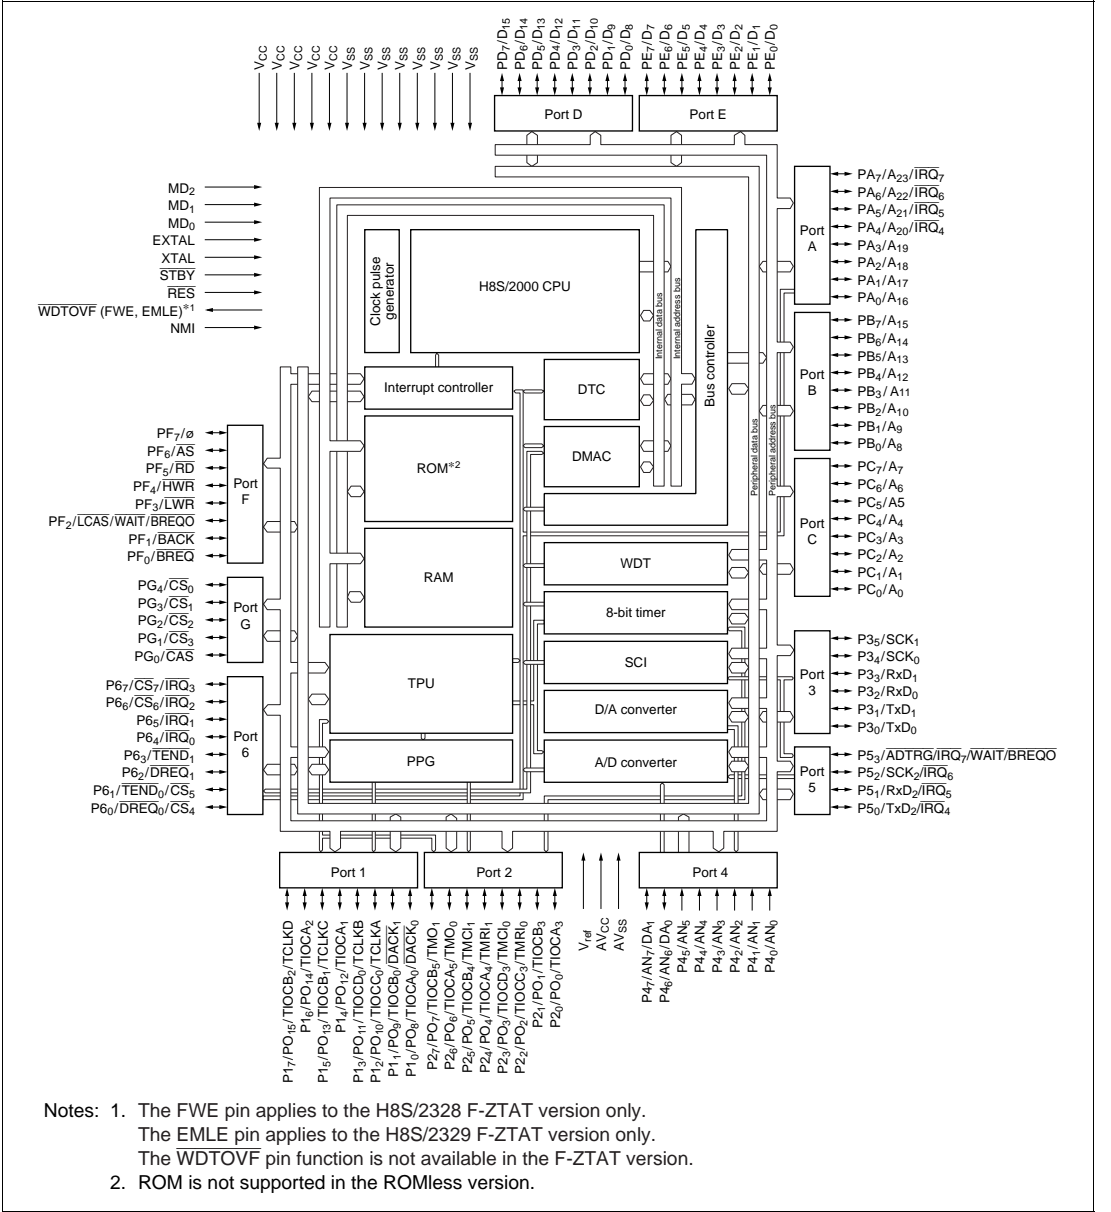 VCC
VCC
VCC
VCC
VCC
VSS
VSS
VSS
VSS
VSS
VSS
VSS
VSS
PD7/D15
PD6/D14
PD5/D13
PD4/D12
PD3/D11
PD2/D10
PD1/D9
PD0/D8
PE7/D7
PE6/D6
PE5/D5
PE4/D4
PE3/D3
PE2/D2
PE1/D1
PE0/D0
Port D
Port E
MD2
MD1
MD0
EXTAL
XTAL
STBY
RES
WDTOVF (FWE, EMLE)*1
NMI
Clock pulse generator
H8S/2000 CPU
Internal data bus
Internal address bus
Bus controller
Interrupt controller
DTC
ROM*2
DMAC
Peripheral data bus
Peripheral address bus
RAM
WDT
8-bit timer
TPU
SCI
D/A converter
PPG
A/D converter
Port A
PA7/A23/IRQ7
PA6/A22/IRQ6
PA5/A21/IRQ5
PA4/A20/IRQ4
PA3/A19
PA2/A18
PA1/A17
PA0/A16
Port B
PB7/A15
PB6/A14
PB5/A13
PB4/A12
PB3/A11
PB2/A10
PB1/A9
PB0/A8
Port C
PC7/A7
PC6/A6
PC5/A5
PC4/A4
PC3/A3
PC2/A2
PC1/A1
PC0/A0
Port 3
P35/SCK1
P34/SCK0
P33/RxD1
P32/RxD0
P31/TxD1
P30/TxD0
Port 5
P53/ADTRG/IRQ7/WAIT/BREQO
P52/SCK2/IRQ6
P51/RxD2/IRQ5
P50/TxD2/IRQ4
PF7/ø
PF6/AS
PF5/RD
PF4/HWR
PF3/LWR
PF2/LCAS/WAIT/BREQO
PF1/BACK
PF0/BREQ
Port F
PG4/CS0
PG3/CS1
PG2/CS2
PG1/CS3
PG0/CAS
Port G
P67/CS7/IRQ3
P66/CS6/IRQ2
P65/IRQ1
P64/IRQ0
P63/TEND1
P62/DREQ1
P61/TEND0/CS5
P60/DREQ0/CS4
Port 6
Port 1
Port 2
Port 4
P17/PO15/TIOCB2/TCLKD
P16/PO14/TIOCA2
P15/PO13/TIOCB1/TCLKC
P14/PO12/TIOCA1
P13/PO11/TIOCD0/TCLKB
P12/PO10/TIOCC0/TCLKA
P11/PO9/TIOCB0/DACK1
P10/PO8/TIOCA0/DACK0
P27/PO7/TIOCB5/TMO1
P26/PO6/TIOCA5/TMO0
P25/PO5/TIOCB4/TMCI1
P24/PO4/TIOCA4/TMRI1
P23/PO3/TIOCD3/TMCI0
P22/PO2/TIOCC3/TMRI0
P21/PO1/TIOCB3
P20/PO0/TIOCA3
Vref
AVCC
AVSS
P47/AN7/DA1
P46/AN6/DA0
P45/AN5
P44/AN4
P43/AN3
P42/AN2
P41/AN1
P40/AN0
Notes: 1. The FWE pin applies to the H8S/2328 F-ZTAT version only.
The EMLE pin applies to the H8S/2329 F-ZTAT version only.
The WDTOVF pin function is not available in the F-ZTAT version.
2. ROM is not supported in the ROMless version.